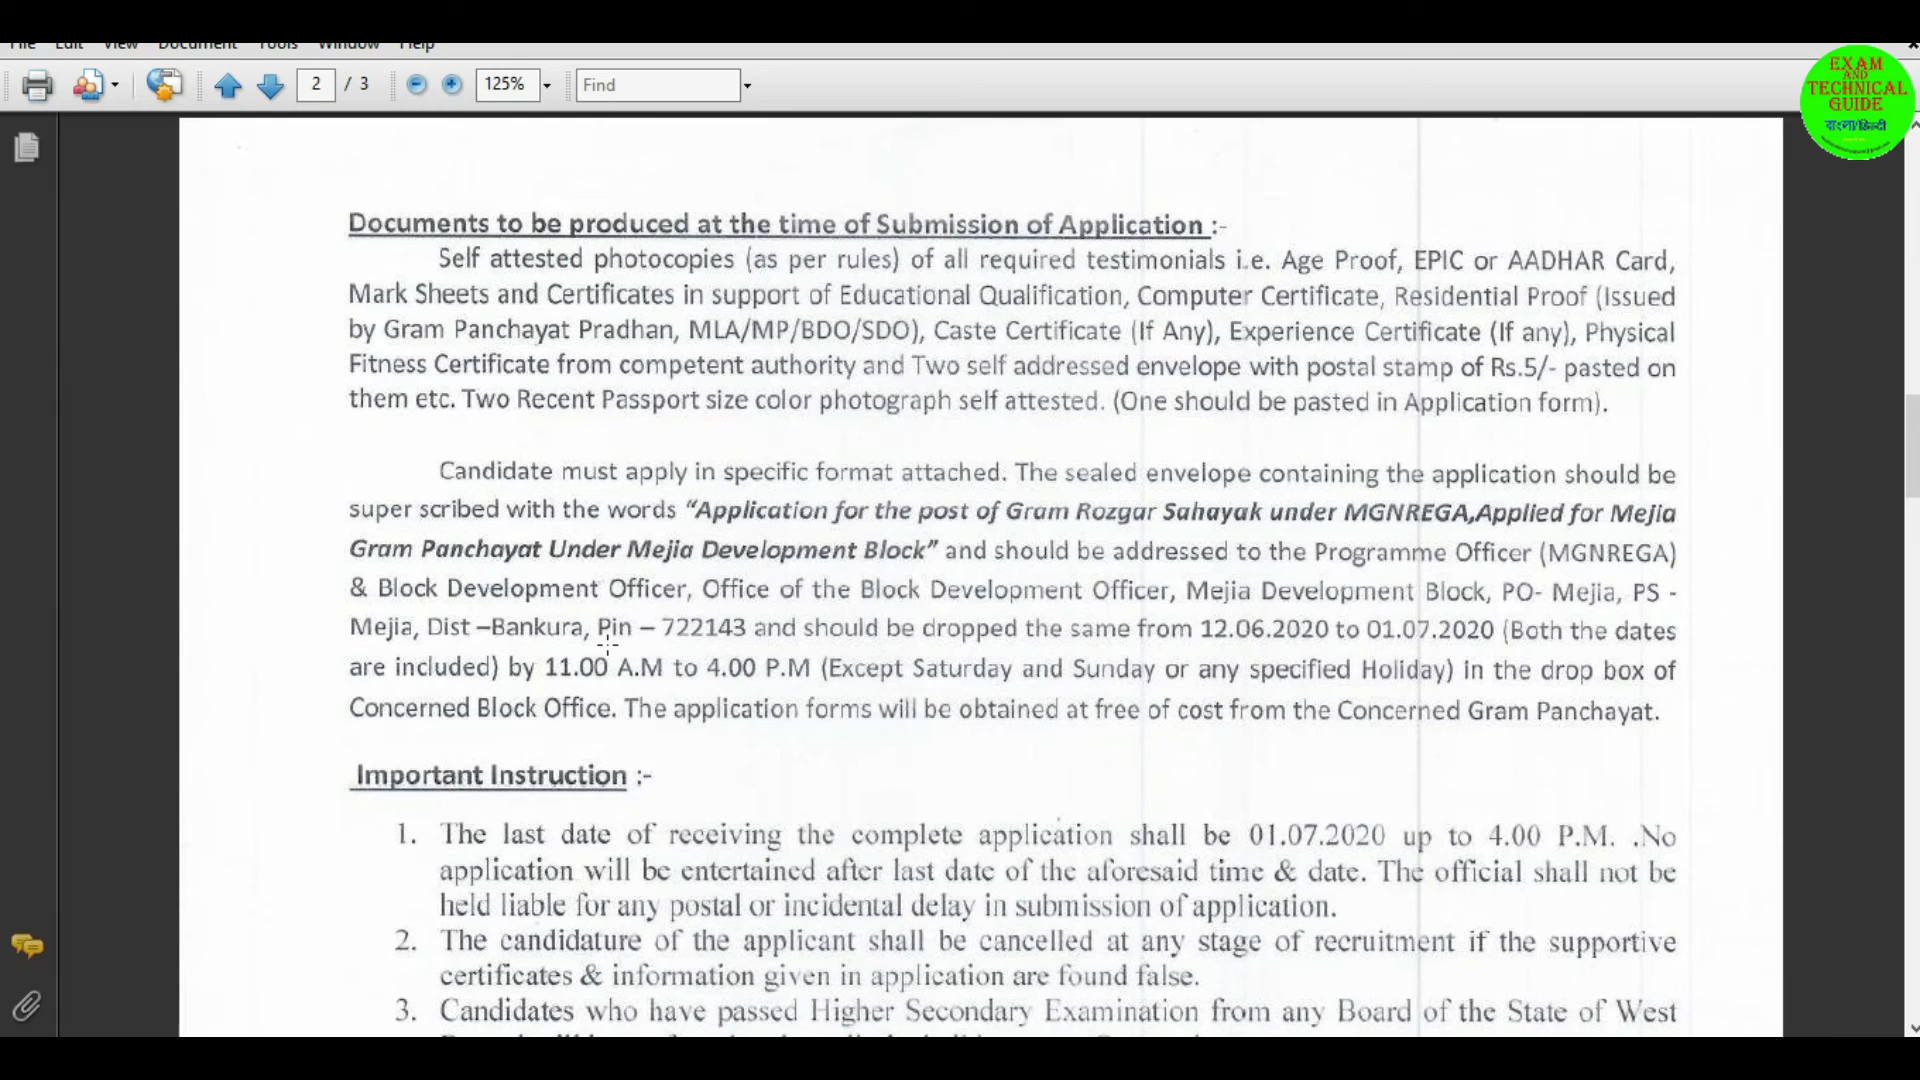 File Edit View Document Tools Window Help
2 / 3 125% Find
EXAM
AND
TECHNICAL
GUIDE
বাংলা/हिन्दी
Documents to be produced at the time of Submission of Application :-
Self attested photocopies (as per rules) of all required testimonials i.e. Age Proof, EPIC or AADHAR Card,
Mark Sheets and Certificates in support of Educational Qualification, Computer Certificate, Residential Proof (Issued
by Gram Panchayat Pradhan, MLA/MP/BDO/SDO), Caste Certificate (If Any), Experience Certificate (If any), Physical
Fitness Certificate from competent authority and Two self addressed envelope with postal stamp of Rs.5/- pasted on
them etc. Two Recent Passport size color photograph self attested. (One should be pasted in Application form).
Candidate must apply in specific format attached. The sealed envelope containing the application should be
super scribed with the words “Application for the post of Gram Rozgar Sahayak under MGNREGA,Applied for Mejia
Gram Panchayat Under Mejia Development Block” and should be addressed to the Programme Officer (MGNREGA)
& Block Development Officer, Office of the Block Development Officer, Mejia Development Block, PO- Mejia, PS -
Mejia, Dist –Bankura, Pin – 722143 and should be dropped the same from 12.06.2020 to 01.07.2020 (Both the dates
are included) by 11.00 A.M to 4.00 P.M (Except Saturday and Sunday or any specified Holiday) in the drop box of
Concerned Block Office. The application forms will be obtained at free of cost from the Concerned Gram Panchayat.
Important Instruction :-
1. The last date of receiving the complete application shall be 01.07.2020 up to 4.00 P.M. .No
application will be entertained after last date of the aforesaid time & date. The official shall not be
held liable for any postal or incidental delay in submission of application.
2. The candidature of the applicant shall be cancelled at any stage of recruitment if the supportive
certificates & information given in application are found false.
3. Candidates who have passed Higher Secondary Examination from any Board of the State of West